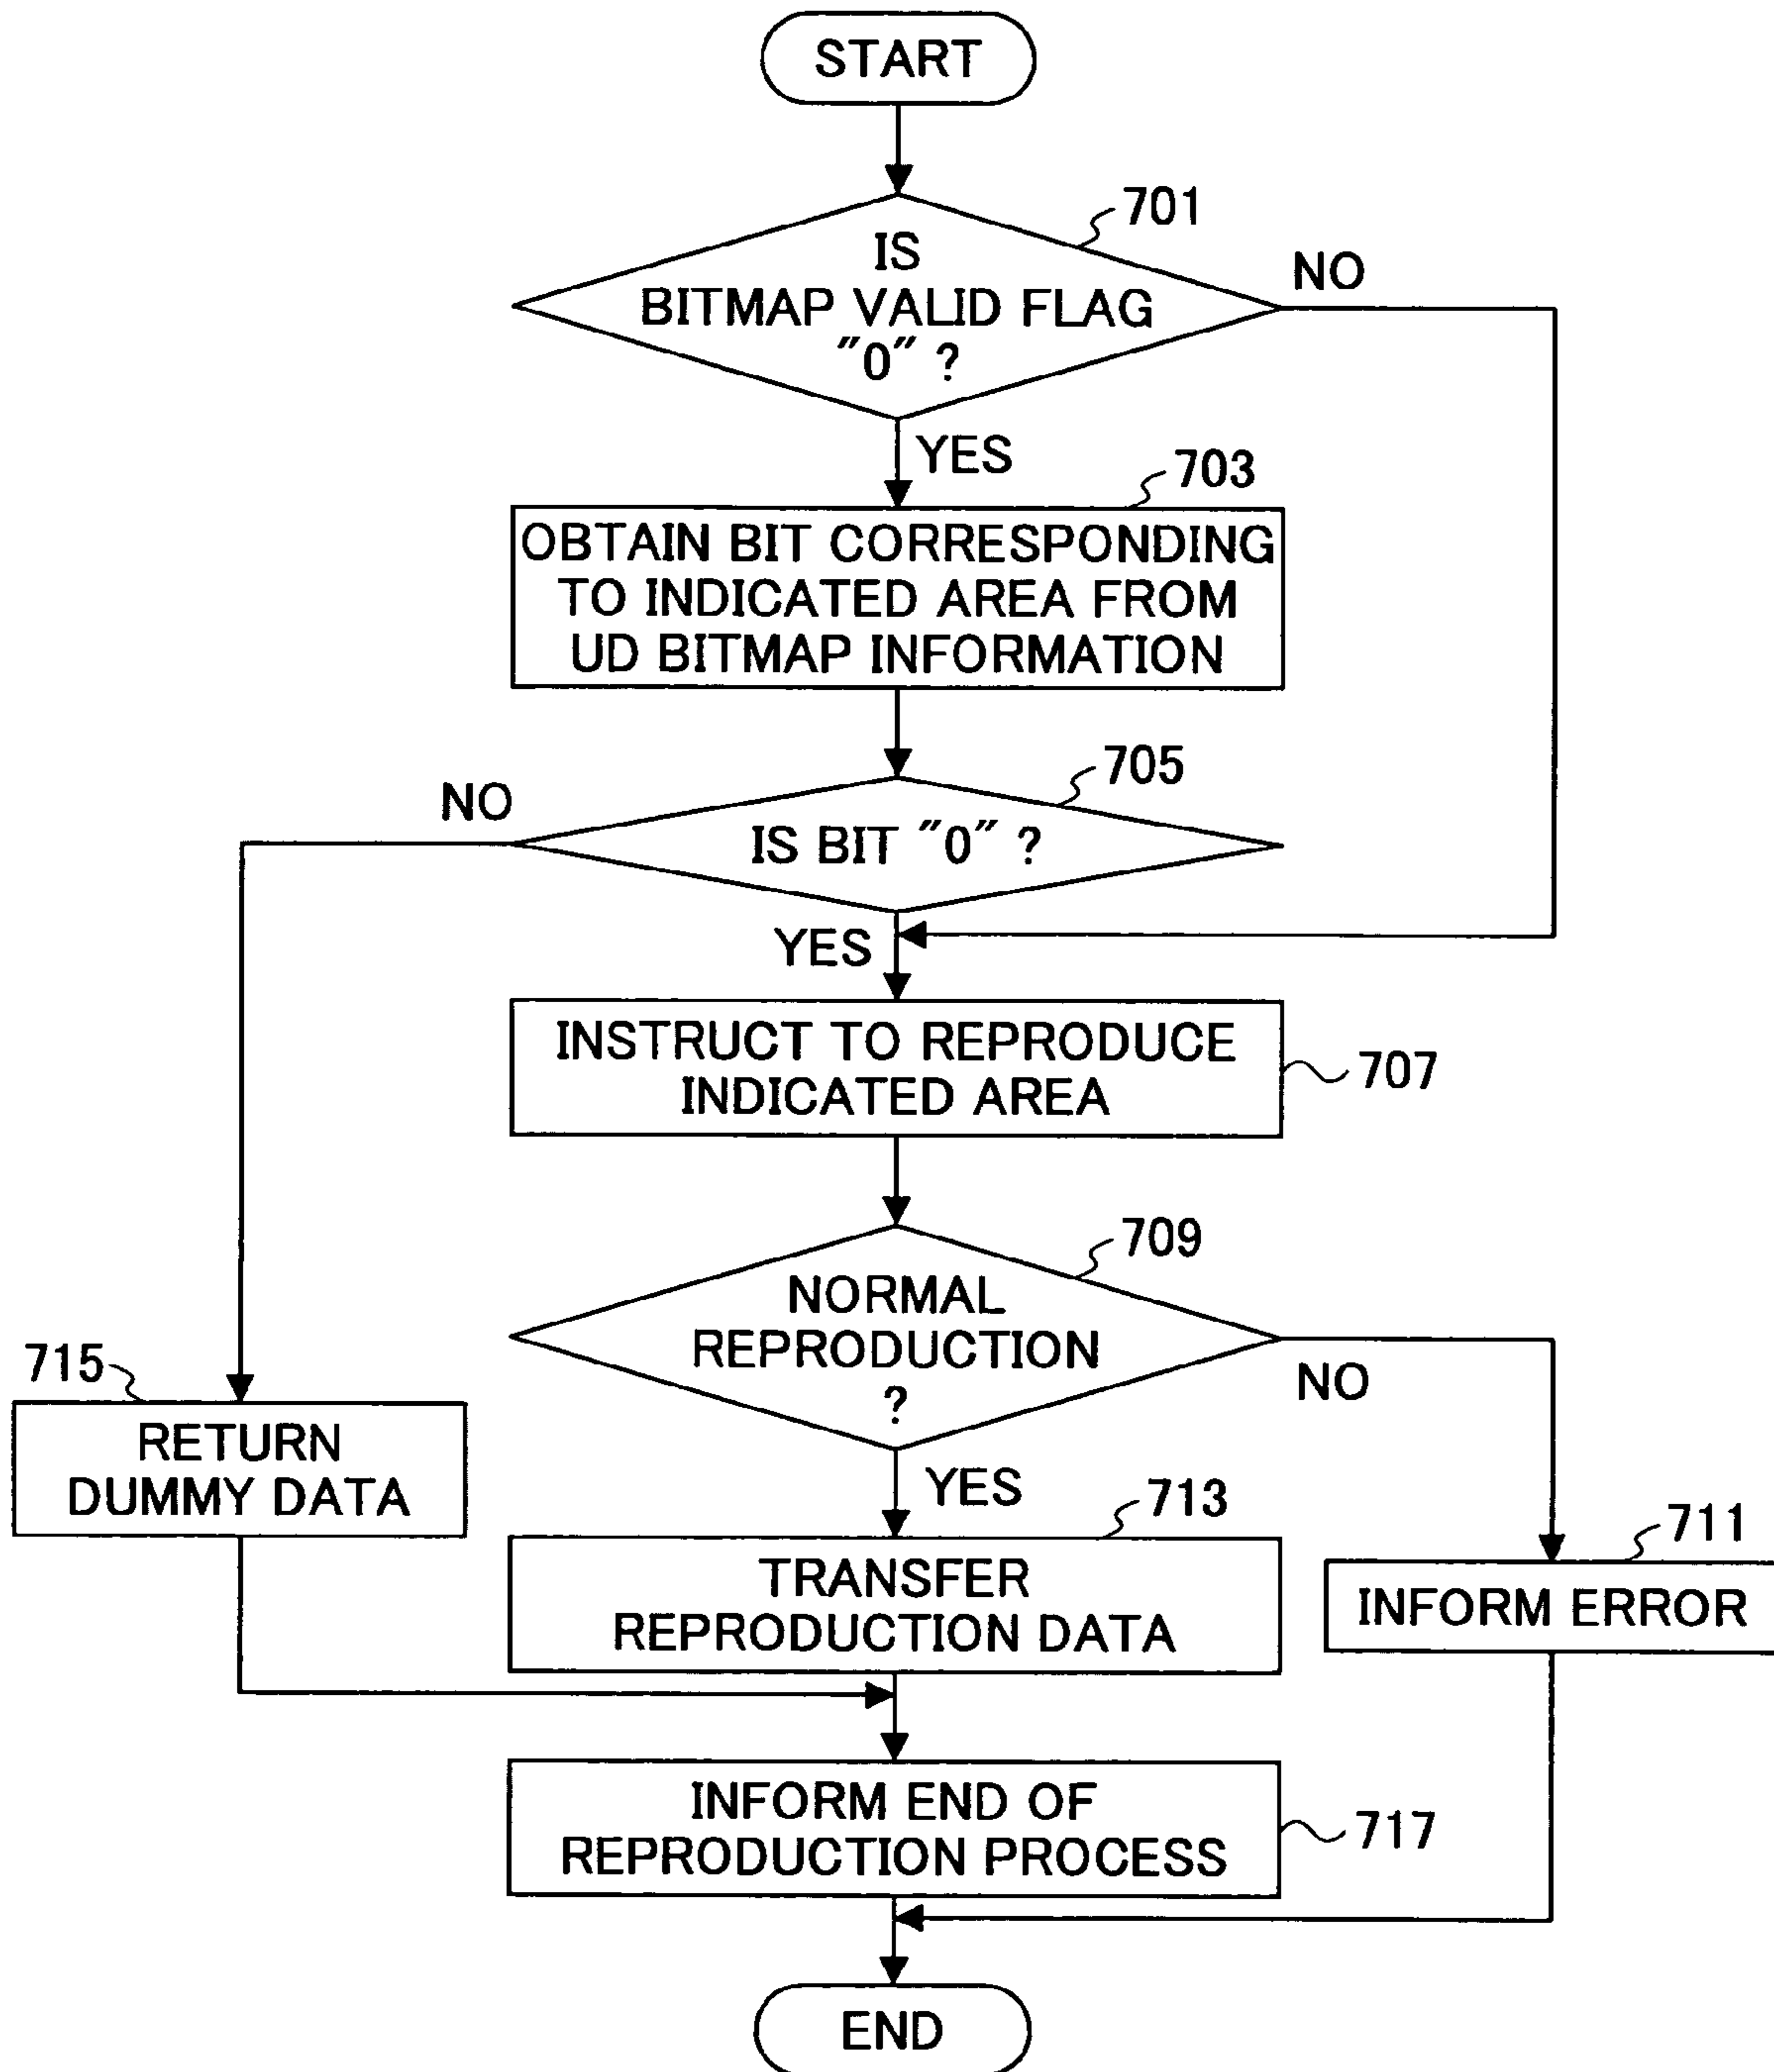 START
701
IS
BITMAP VALID FLAG
"0" ?
NO
YES
703
OBTAIN BIT CORRESPONDING
TO INDICATED AREA FROM
UD BITMAP INFORMATION
705
NO
IS BIT "0" ?
YES
INSTRUCT TO REPRODUCE
INDICATED AREA
707
709
NORMAL
REPRODUCTION
?
NO
715
RETURN
DUMMY DATA
YES
713
TRANSFER
REPRODUCTION DATA
711
INFORM ERROR
INFORM END OF
REPRODUCTION PROCESS
717
END